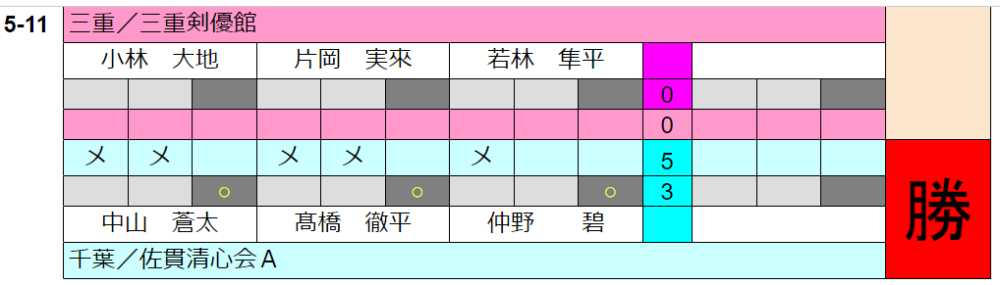 5-11
三重／三重剣優館
小林　大地　片岡　実來　若林　隼平
0
0
メ メ メ メ メ 5
○ ○ ○ 3
中山　蒼太　髙橋　徹平　仲野　碧
千葉／佐貫清心会Ａ
勝